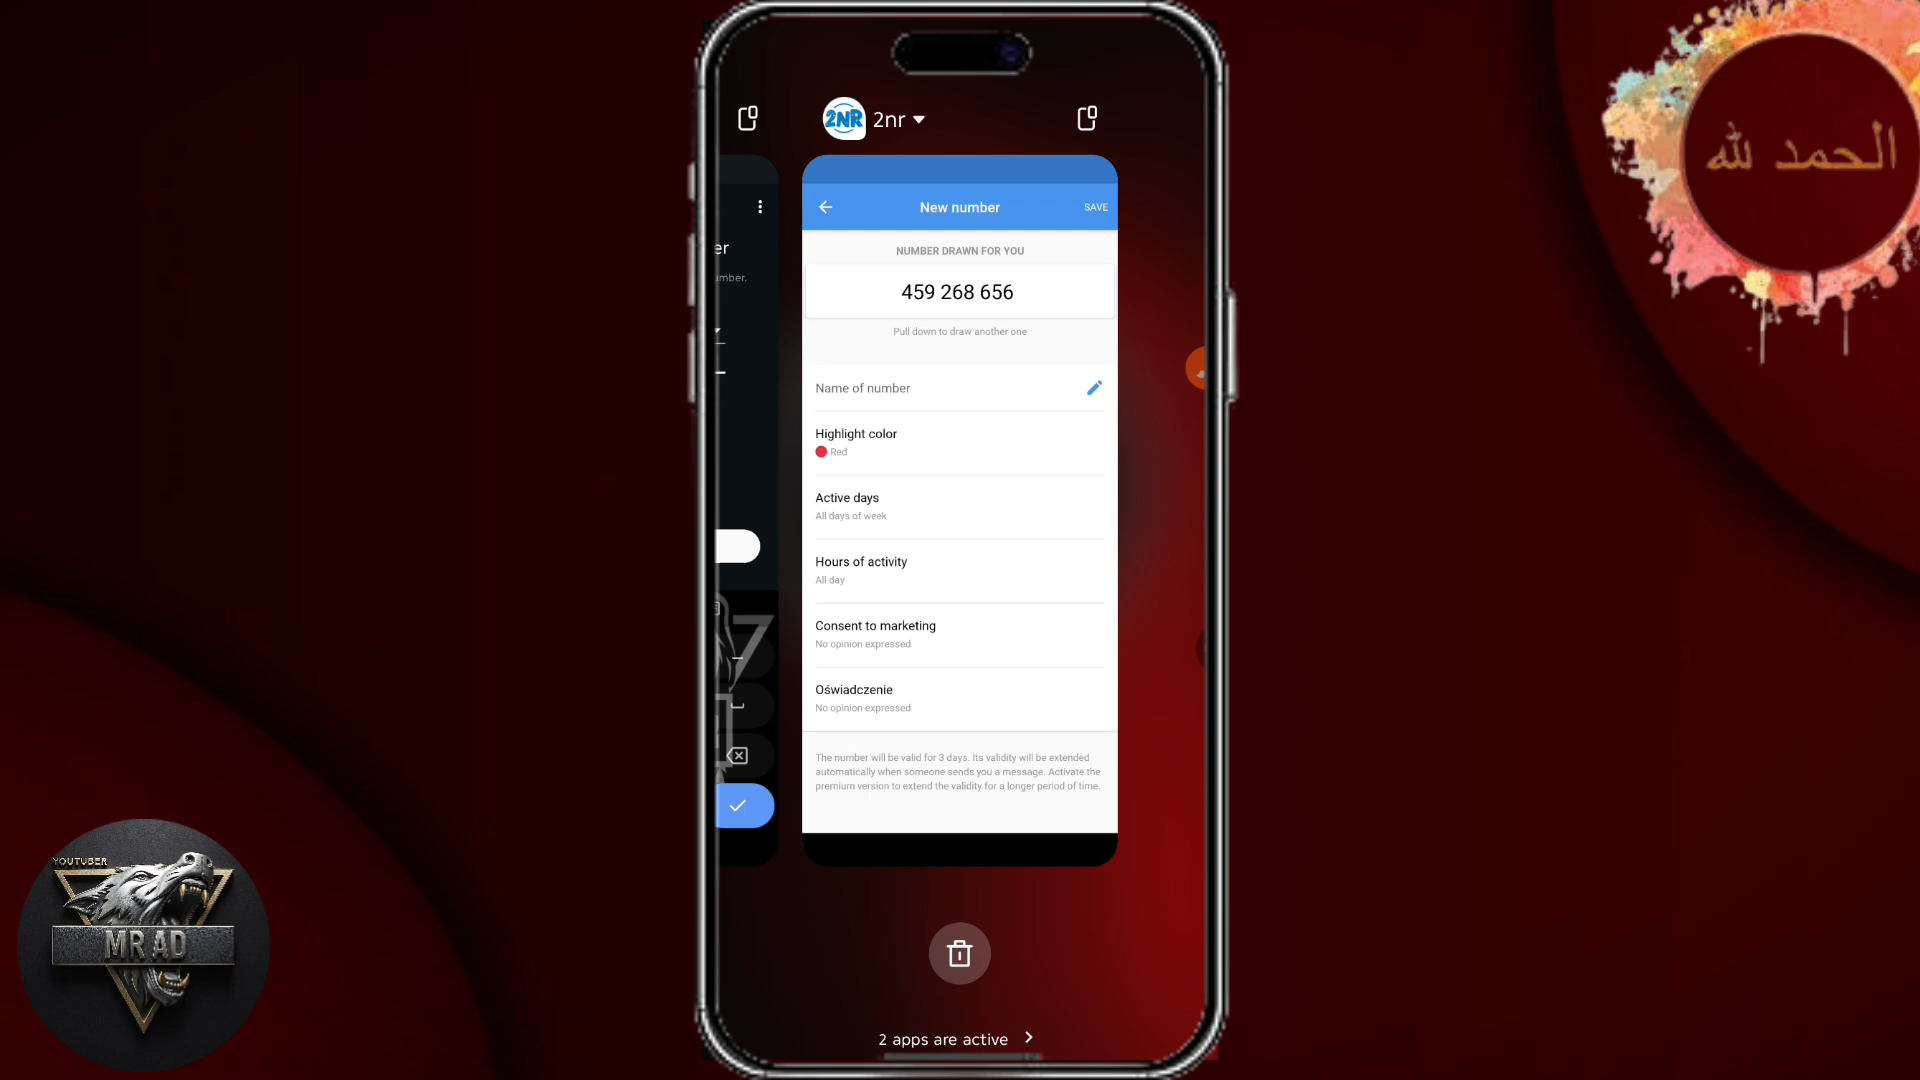 الحمد لله
2NR
2nr
New number
SAVE
er
NUMBER DRAWN FOR YOU
umber.
459 268 656
Pull down to draw another one
Name of number
Highlight color
Red
Active days
All days of week
Hours of activity
All day
Consent to marketing
No opinion expressed
Oświadczenie
No opinion expressed
The number will be valid for 3 days. Its validity will be extended
automatically when someone sends you a message. Activate the
premium version to extend the validity for a longer period of time.
YOUTUBER
MR AD
2 apps are active